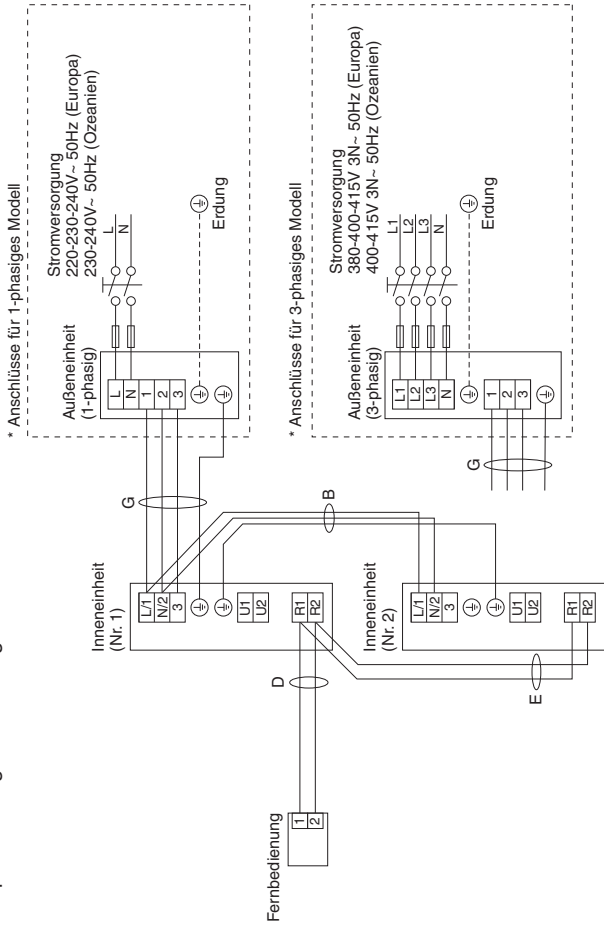 * Anschlüsse für 1-phasiges Modell
Stromversorgung
220-230-240V~ 50Hz (Europa)
230-240V~ 50Hz (Ozeanien)
Außeneinheit
(1-phasig)
L
N
1
2
3
L
N
Erdung
G
Inneneinheit
(Nr. 1)
L/1
N/2
3
U1
U2
R1
R2
B
D
Fernbedienung
1
2
* Anschlüsse für 3-phasiges Modell
Stromversorgung
380-400-415V 3N~ 50Hz (Europa)
400-415V 3N~ 50Hz (Ozeanien)
Außeneinheit
(3-phasig)
L1
L2
L3
N
1
2
3
L1
L2
L3
N
Erdung
G
Inneneinheit
(Nr. 2)
L/1
N/2
3
U1
U2
R1
R2
E